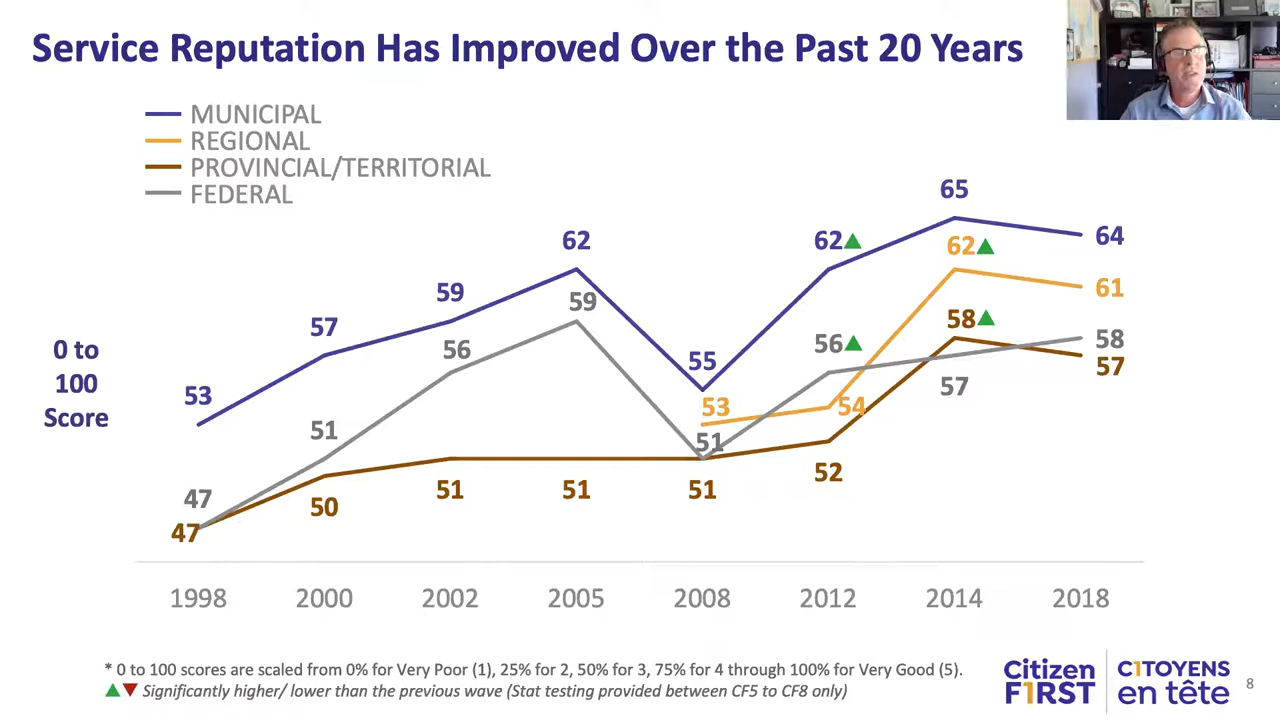 Service Reputation Has Improved Over the Past 20 Years
MUNICIPAL
REGIONAL
PROVINCIAL/TERRITORIAL
FEDERAL
0 to
100
Score
53
57
59
62
55
62▲
65
64
53
54
62▲
61
47
51
56
59
51
56▲
57
58
47
50
51
51
51
52
58▲
57
1998 2000 2002 2005 2008 2012 2014 2018
* 0 to 100 scores are scaled from 0% for Very Poor (1), 25% for 2, 50% for 3, 75% for 4 through 100% for Very Good (5).
▲▼ Significantly higher/ lower than the previous wave (Stat testing provided between CF5 to CF8 only)
Citizen
F1RST
C1TOYENS
en tête
8